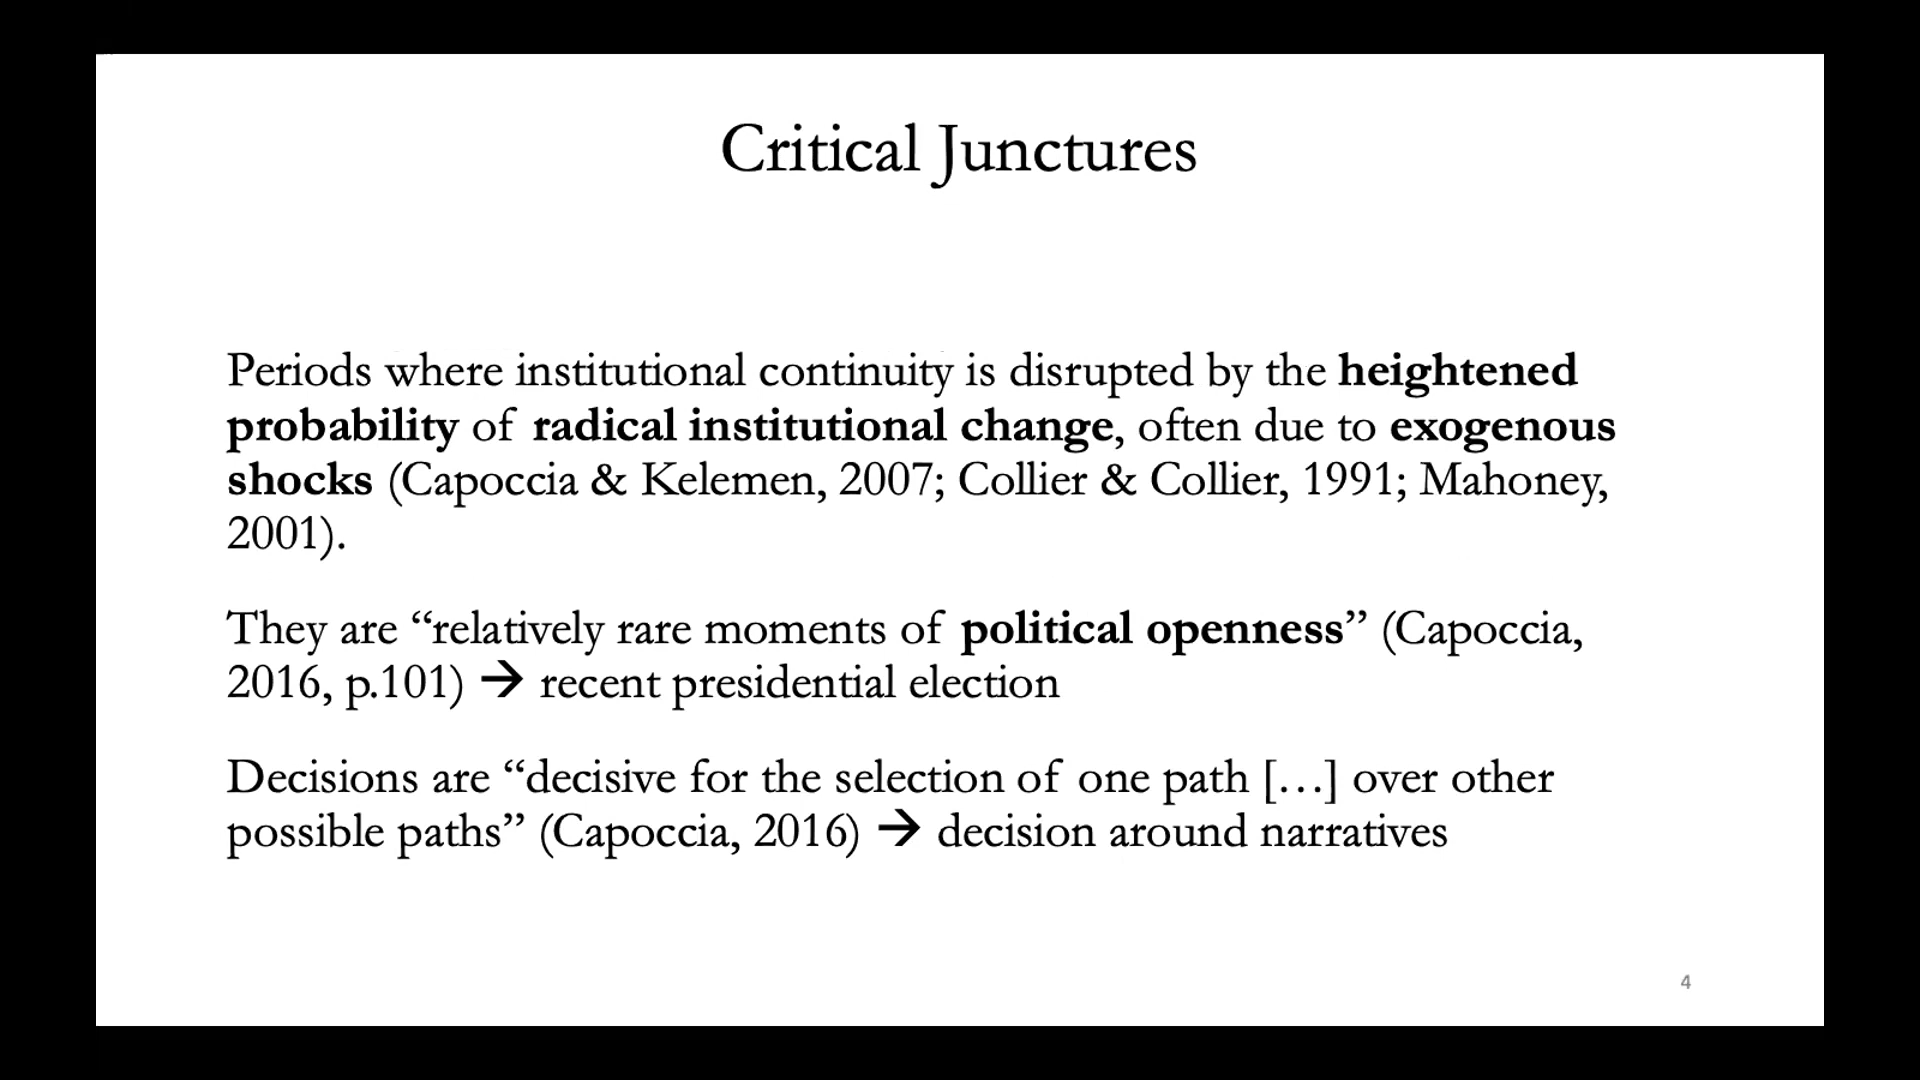 Critical Junctures
Periods where institutional continuity is disrupted by the heightened
probability of radical institutional change, often due to exogenous
shocks (Capoccia & Kelemen, 2007; Collier & Collier, 1991; Mahoney,
2001).
They are “relatively rare moments of political openness” (Capoccia,
2016, p.101) → recent presidential election
Decisions are “decisive for the selection of one path […] over other
possible paths” (Capoccia, 2016) → decision around narratives
4